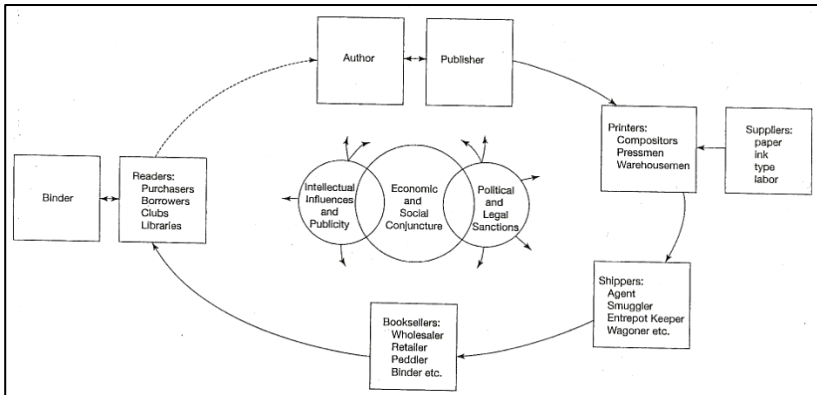 Author
Publisher
Printers:
Compositors
Pressmen
Warehousemen
Suppliers:
paper
ink
type
labor
Binder
Readers:
Purchasers
Borrowers
Clubs
Libraries
Intellectual
Influences
and
Publicity
Economic
and
Social
Conjuncture
Political
and
Legal
Sanctions
Shippers:
Agent
Smuggler
Entrepot Keeper
Wagoner etc.
Booksellers:
Wholesaler
Retailer
Peddler
Binder etc.